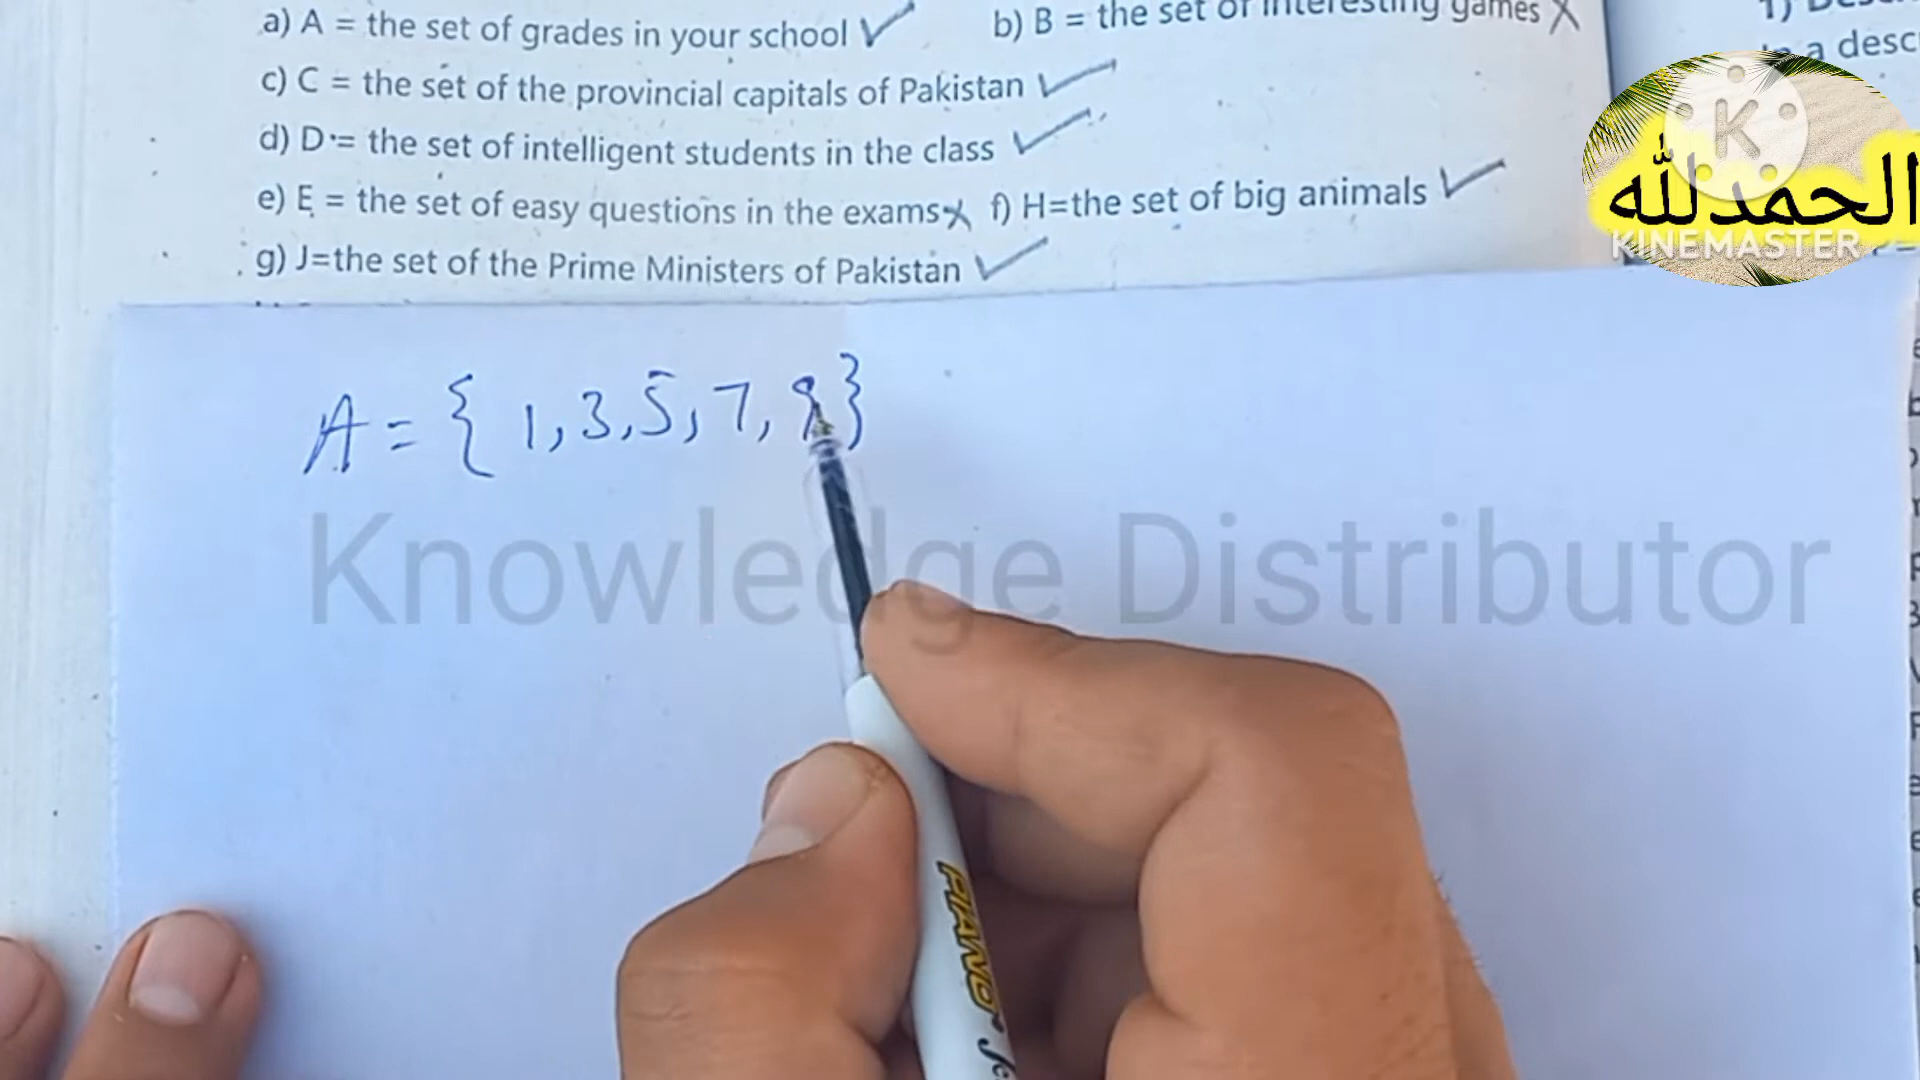 a) A = the set of grades in your school ✓ b) B = the set of interesting games X
c) C = the set of the provincial capitals of Pakistan ✓
d) D = the set of intelligent students in the class ✓
e) E = the set of easy questions in the exams X f) H=the set of big animals ✓
g) J=the set of the Prime Ministers of Pakistan ✓
1)
a desc
الحمدلله
K
KINEMASTER
A = { 1, 3, 5, 7, 9 }
Knowledge Distributor
PIANO